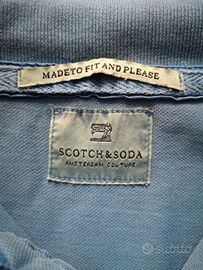 MADE TO FIT AND PLEASE
SCOTCH & SODA
AMSTERDAM COUTURE
subito